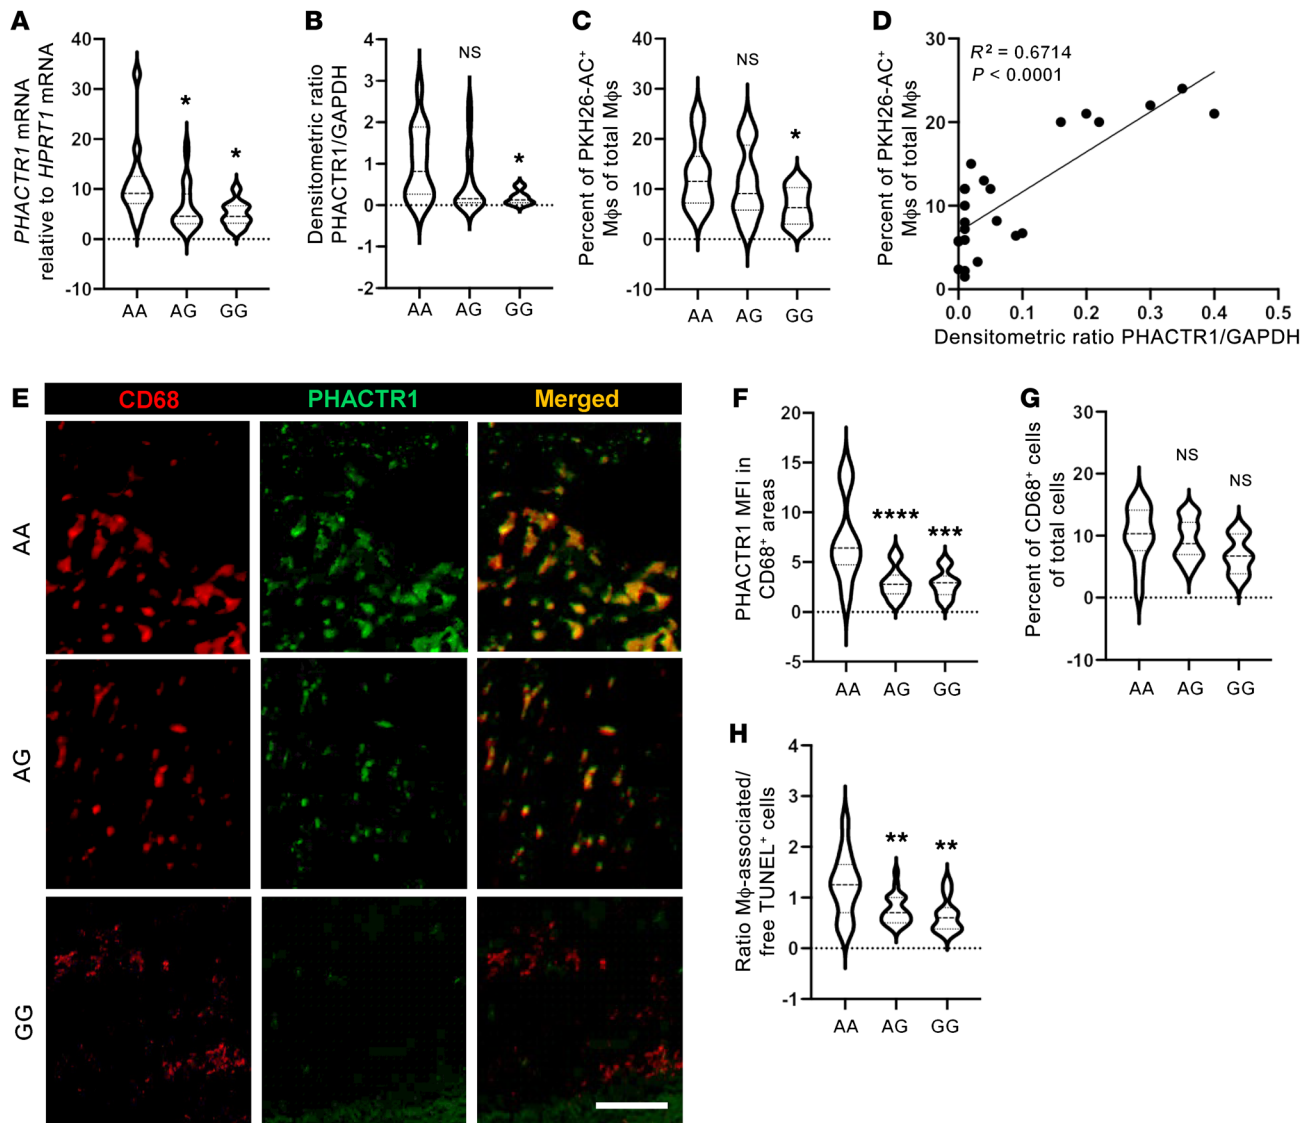 A
PHACTR1 mRNA
relative to HPRT1 mRNA
40
30
20
10
0
-10
*
*
AA AG GG
B
Densitometric ratio
PHACTR1/GAPDH
4
3
2
1
0
-1
-2
NS
*
AA AG GG
C
Percent of PKH26-AC⁺
Mϕs of total Mϕs
40
30
20
10
0
-10
NS
*
AA AG GG
D
Percent of PKH26-AC⁺
Mϕs of total Mϕs
30
20
10
0
R² = 0.6714
P < 0.0001
0.0 0.1 0.2 0.3 0.4 0.5
Densitometric ratio PHACTR1/GAPDH
E
CD68 PHACTR1 Merged
AA
AG
GG
F
PHACTR1 MFI in
CD68⁺ areas
20
15
10
5
0
-5
****
***
AA AG GG
G
Percent of CD68⁺ cells
of total cells
30
20
10
0
-10
NS
NS
AA AG GG
H
Ratio Mϕ-associated/
free TUNEL⁺ cells
4
3
2
1
0
-1
**
**
AA AG GG